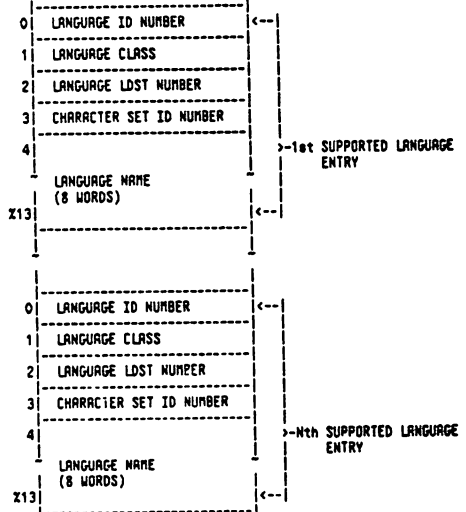 0 LANGUAGE ID NUMBER
1 LANGUAGE CLASS
2 LANGUAGE LDST NUMBER
3 CHARACTER SET ID NUMBER
4
>-1st SUPPORTED LANGUAGE
ENTRY
LANGUAGE NAME
(8 WORDS)
%13
0 LANGUAGE ID NUMBER
1 LANGUAGE CLASS
2 LANGUAGE LDST NUMBER
3 CHARACTER SET ID NUMBER
4
>-Nth SUPPORTED LANGUAGE
ENTRY
LANGUAGE NAME
(8 WORDS)
%13